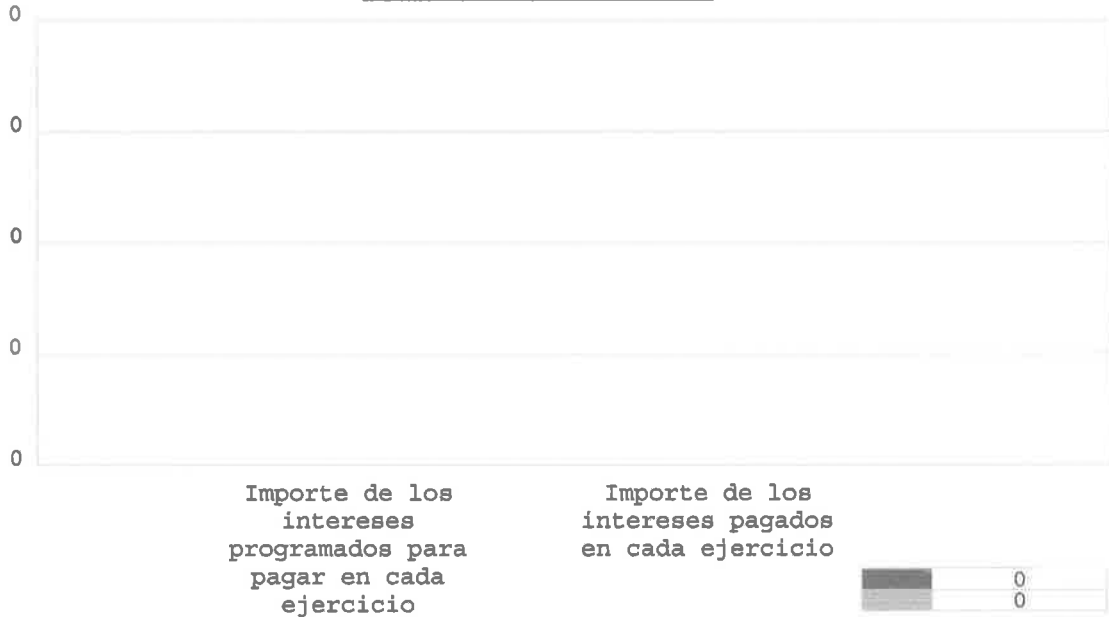 0
0
0
0
0
Importe de los
intereses
programados para
pagar en cada
ejercicio
Importe de los
intereses pagados
en cada ejercicio
0
0